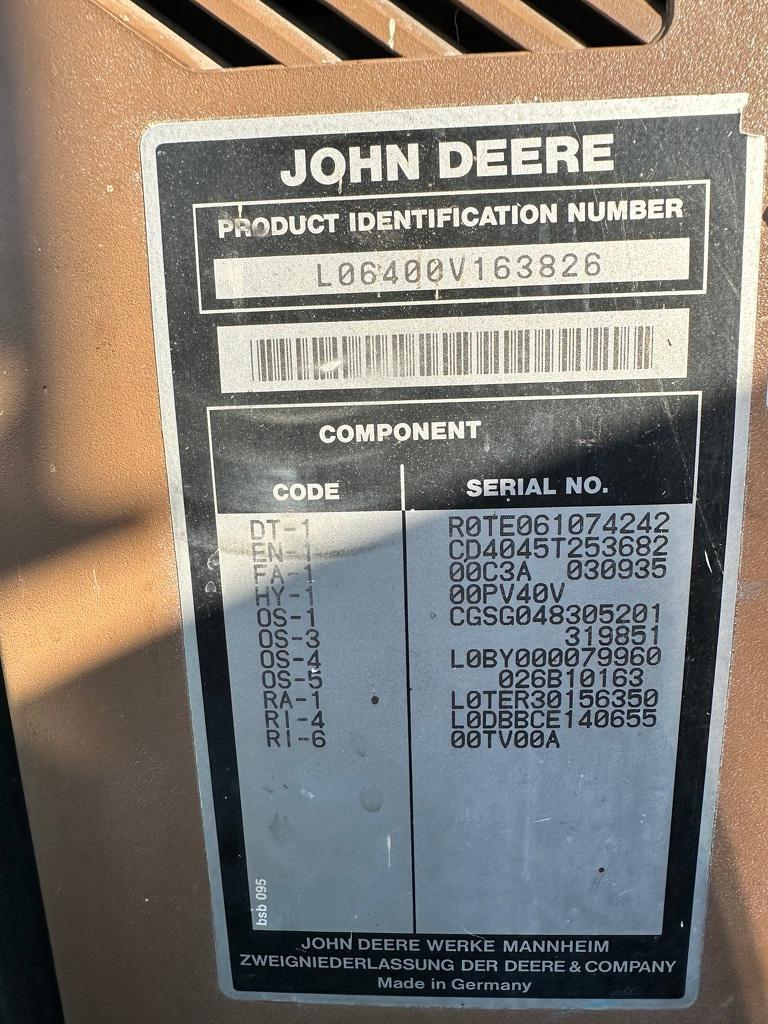 JOHN DEERE
PRODUCT IDENTIFICATION NUMBER
L06400V163826
COMPONENT
CODE SERIAL NO.
DT-1 R0TE061074242
EN-1 CD4045T253682
FA-1 00C3A 030935
HY-1 00PV40V
OS-1 CGSG048305201
OS-3 319851
OS-4 L0BY000079960
OS-5 026B10163
RA-1 L0TER30156350
RI-4 L0DBBCE140655
RI-6 00TV00A
bsb 095
JOHN DEERE WERKE MANNHEIM
ZWEIGNIEDERLASSUNG DER DEERE & COMPANY
Made in Germany